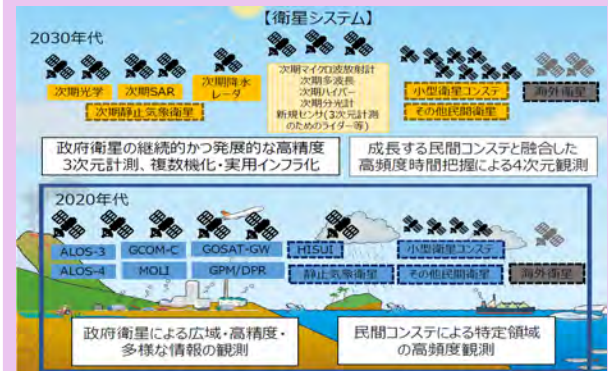 【衛星システム】
2030年代
次期光学
次期SAR
次期降水
レーダ
次期静止気象衛星
次期マイクロ波放射計
次期多波長
次期ハイパー
次期分光計
新規センサ(3次元計測
のためのライダー等)
小型衛星コンステ
その他民間衛星
海外衛星
政府衛星の継続的かつ発展的な高精度
3次元計測、複数機化・実用インフラ化
成長する民間コンステと融合した
高頻度時間把握による4次元観測
2020年代
ALOS-3
GCOM-C
GOSAT-GW
HISUI
小型衛星コンステ
ALOS-4
MOLI
GPM/DPR
静止気象衛星
その他民間衛星
海外衛星
政府衛星による広域・高精度・
多様な情報の観測
民間コンステによる特定領域
の高頻度観測